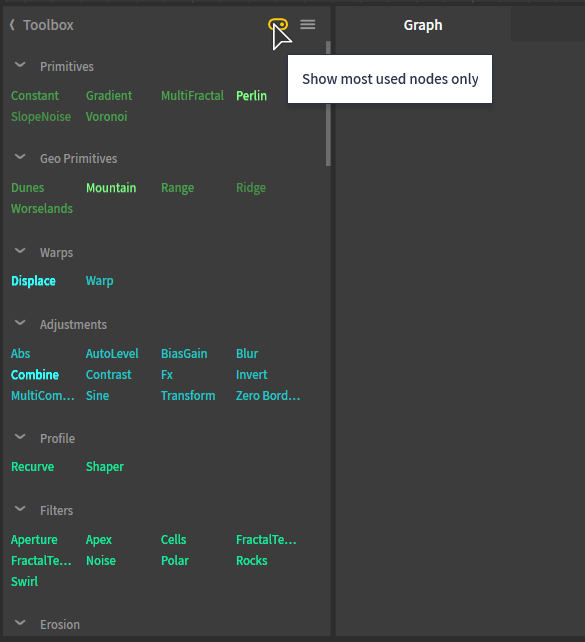 Toolbox
Graph
Show most used nodes only
Primitives
Constant Gradient MultiFractal Perlin
SlopeNoise Voronoi
Geo Primitives
Dunes Mountain Range Ridge
Worselands
Warps
Displace Warp
Adjustments
Abs AutoLevel BiasGain Blur
Combine Contrast Fx Invert
MultiCom... Sine Transform Zero Bord...
Profile
Recurve Shaper
Filters
Aperture Apex Cells FractalTe...
FractalTe... Noise Polar Rocks
Swirl
Erosion